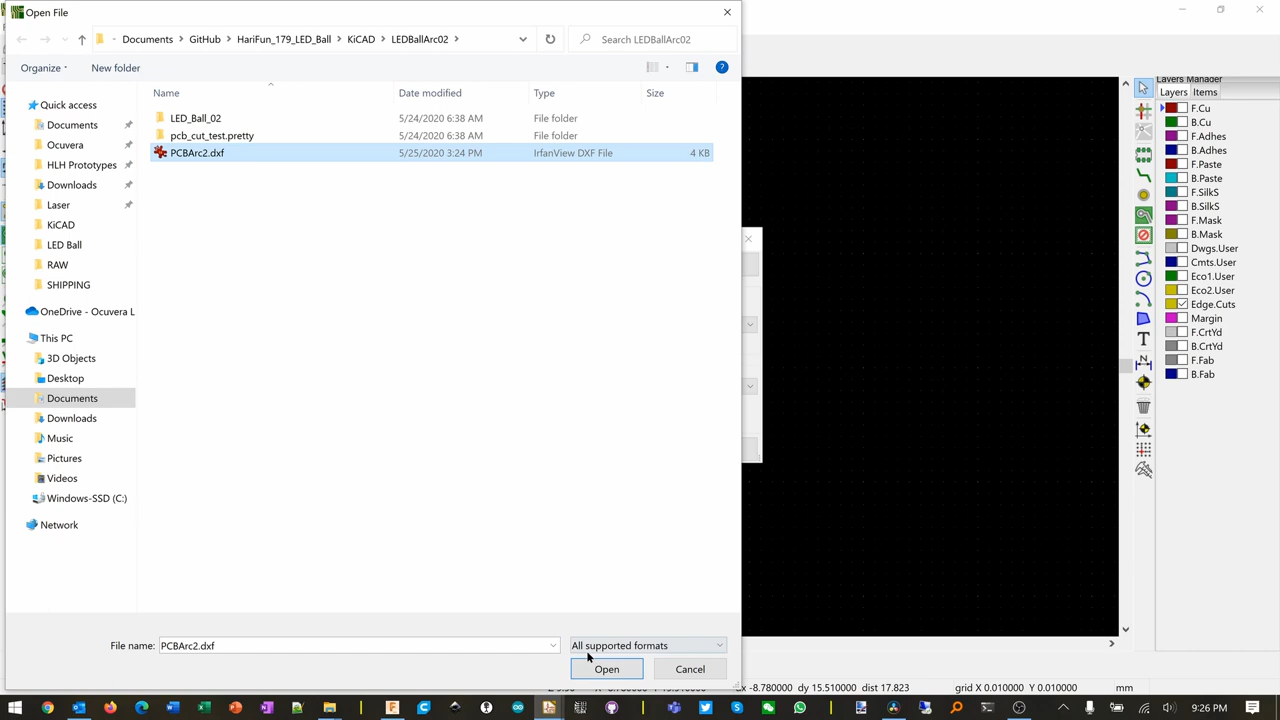 Open File
Documents > GitHub > HariFun_179_LED_Ball > KiCAD > LEDBallArc02 >
Search LEDBallArc02
Organize
New folder
Name
Date modified
Type
Size
LED_Ball_02
5/24/2020 6:38 AM
File folder
pcb_cut_test.pretty
5/24/2020 6:38 AM
File folder
PCBArc2.dxf
5/25/2020 3:24 PM
IrfanView DXF File
4 KB
Quick access
Documents
Ocuvera
HLH Prototypes
Downloads
Laser
KiCAD
LED Ball
RAW
SHIPPING
OneDrive - Ocuvera L
This PC
3D Objects
Desktop
Documents
Downloads
Music
Pictures
Videos
Windows-SSD (C:)
Network
File name:
PCBArc2.dxf
All supported formats
Open
Cancel
Layers Manager
Layers
Items
F.Cu
B.Cu
F.Adhes
B.Adhes
F.Paste
B.Paste
F.SilkS
B.SilkS
F.Mask
B.Mask
Dwgs.User
Cmts.User
Eco1.User
Eco2.User
Edge.Cuts
Margin
F.CrtYd
B.CrtYd
F.Fab
B.Fab
dx -8.780000 dy 15.510000 dist 17.823
grid X 0.010000 Y 0.010000
mm
9:26 PM